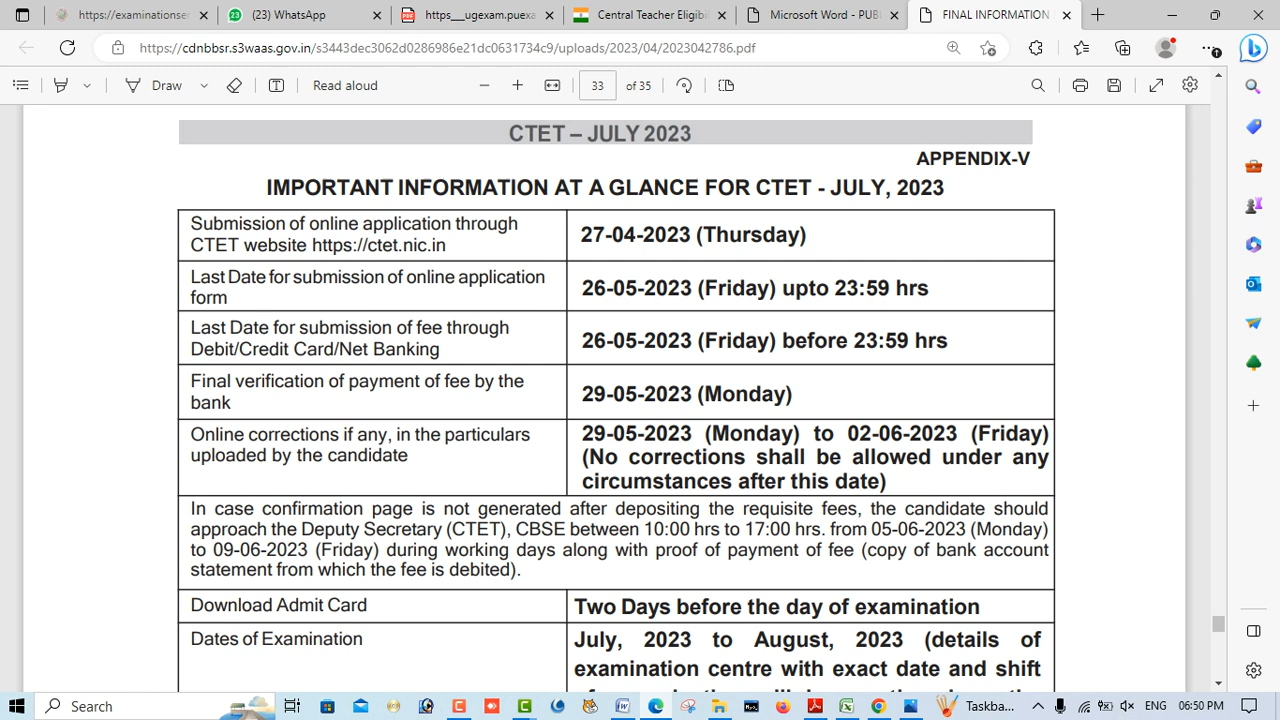 https://examinationser
(23) WhatsA
https__ugexam.puexa
Central Teacher Eligibi
Microsoft Word - PUBI
FINAL INFORMATION
https://cdnbbsr.s3waas.gov.in/s3443dec3062d0286986e21dc0631734c9/uploads/2023/04/2023042786.pdf
Draw
Read aloud
33
of 35
CTET – JULY 2023
APPENDIX-V
IMPORTANT INFORMATION AT A GLANCE FOR CTET - JULY, 2023
Submission of online application through
CTET website https://ctet.nic.in
27-04-2023 (Thursday)
Last Date for submission of online application
form
26-05-2023 (Friday) upto 23:59 hrs
Last Date for submission of fee through
Debit/Credit Card/Net Banking
26-05-2023 (Friday) before 23:59 hrs
Final verification of payment of fee by the
bank
29-05-2023 (Monday)
Online corrections if any, in the particulars
uploaded by the candidate
29-05-2023 (Monday) to 02-06-2023 (Friday)
(No corrections shall be allowed under any
circumstances after this date)
In case confirmation page is not generated after depositing the requisite fees, the candidate should
approach the Deputy Secretary (CTET), CBSE between 10:00 hrs to 17:00 hrs. from 05-06-2023 (Monday)
to 09-06-2023 (Friday) during working days along with proof of payment of fee (copy of bank account
statement from which the fee is debited).
Download Admit Card
Two Days before the day of examination
Dates of Examination
July, 2023 to August, 2023 (details of
examination centre with exact date and shift
Search
Taskba...
ENG
06:50 PM